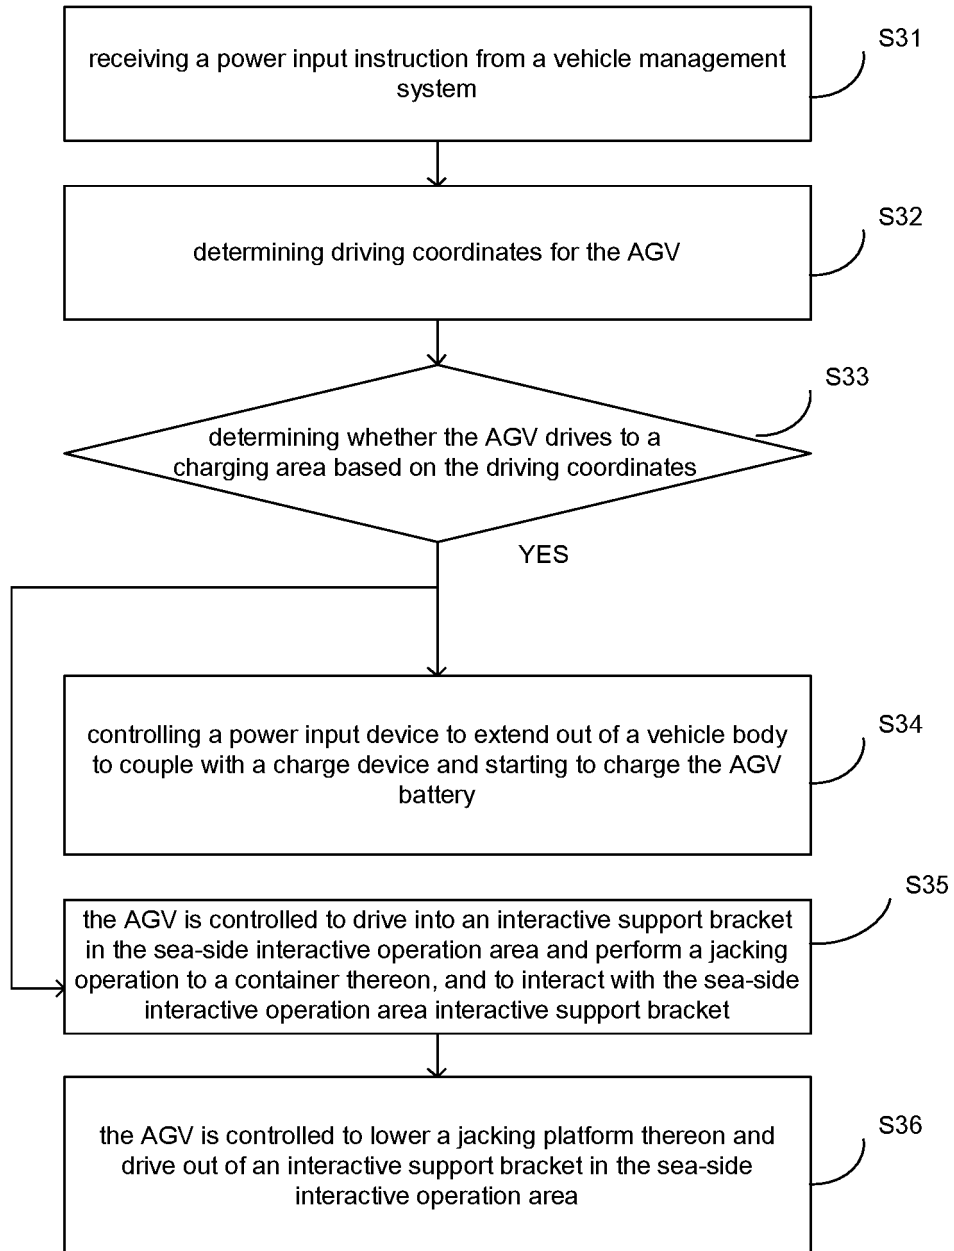 receiving a power input instruction from a vehicle management
system
S31
determining driving coordinates for the AGV
S32
determining whether the AGV drives to a
charging area based on the driving coordinates
S33
YES
controlling a power input device to extend out of a vehicle body
to couple with a charge device and starting to charge the AGV
battery
S34
the AGV is controlled to drive into an interactive support bracket
in the sea-side interactive operation area and perform a jacking
operation to a container thereon, and to interact with the sea-side
interactive operation area interactive support bracket
S35
the AGV is controlled to lower a jacking platform thereon and
drive out of an interactive support bracket in the sea-side
interactive operation area
S36